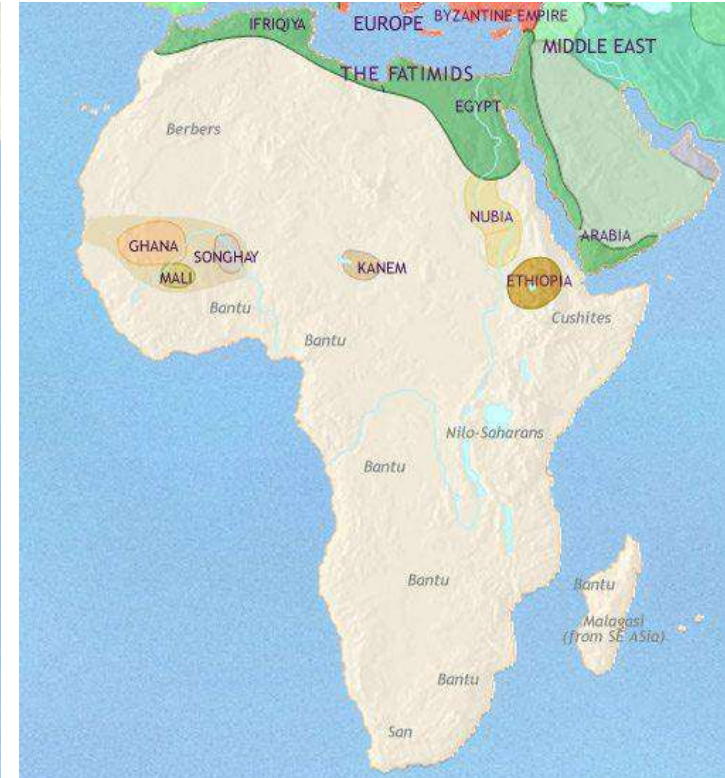 IFRIQIYA
EUROPE
BYZANTINE EMPIRE
MIDDLE EAST
THE FATIMIDS
EGYPT
Berbers
NUBIA
GHANA
SONGHAY
ARABIA
MALI
KANEM
ETHIOPIA
Bantu
Cushites
Bantu
Nilo-Saharans
Bantu
Bantu
Bantu
Malagasi
(from SE ASia)
Bantu
San